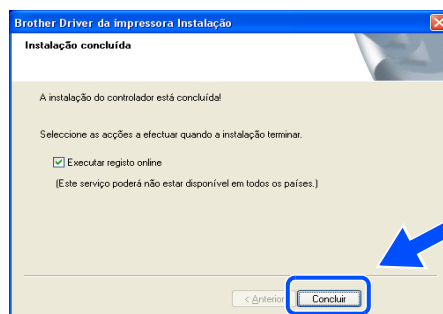 Brother Driver da impressora Instalação
Instalação concluída
A instalação do controlador está concluída!
Seleccione as acções a efectuar quando a instalação terminar.
Executar registo online
(Este serviço poderá não estar disponível em todos os países.)
< Anterior
Concluir